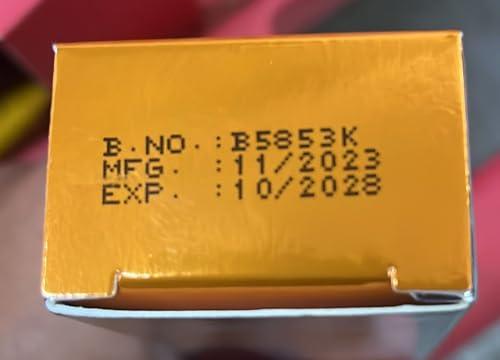 B.NO. :B5853K
MFG. :11/2023
EXP. :10/2028